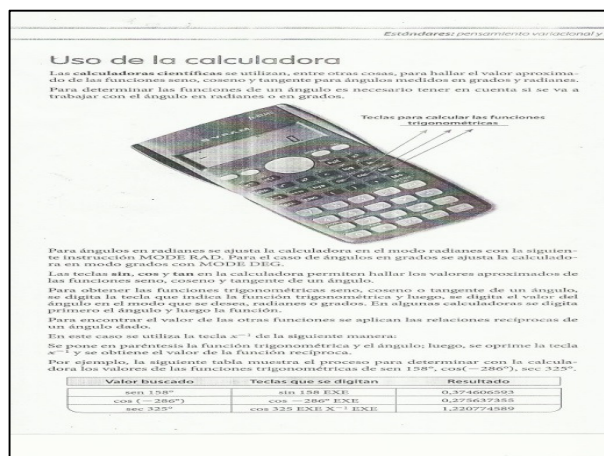 Estándares: pensamiento variacional y
Uso de la calculadora
Las calculadoras científicas se utilizan, entre otras cosas, para hallar el valor aproxima-
do de las funciones seno, coseno y tangente para ángulos medidos en grados y radianes.
Para determinar las funciones de un ángulo es necesario tener en cuenta si se va a
trabajar con el ángulo en radianes o en grados.
Teclas para calcular las funciones
trigonométricas
Para ángulos en radianes se ajusta la calculadora en el modo radianes con la siguien-
te instrucción MODE RAD. Para el caso de ángulos en grados se ajusta la calculado-
ra en modo grados con MODE DEG.
Las teclas sin, cos y tan en la calculadora permiten hallar los valores aproximados de
las funciones seno, coseno y tangente de un ángulo.
Para obtener las funciones trigonométricas seno, coseno o tangente de un ángulo,
se digita la tecla que indica la función trigonométrica y luego, se digita el valor del
ángulo en el modo que se desea, radianes o grados. En algunas calculadoras se digita
primero el ángulo y luego la función.
Para encontrar el valor de las otras funciones se aplican las relaciones recíprocas de
un ángulo dado.
En este caso se utiliza la tecla x⁻¹ de la siguiente manera:
Se pone en paréntesis la función trigonométrica y el ángulo; luego, se oprime la tecla
x⁻¹ y se obtiene el valor de la función recíproca.
Por ejemplo, la siguiente tabla muestra el proceso para determinar con la calcula-
dora los valores de las funciones trigonométricas de sen 158°, cos(−286°), sec 325°.
Valor buscado Teclas que se digitan Resultado
sen 158° sin 158 EXE 0,374606593
cos (−286°) cos −286° EXE 0,275637355
sec 325° cos 325 EXE X⁻¹ EXE 1,220774589